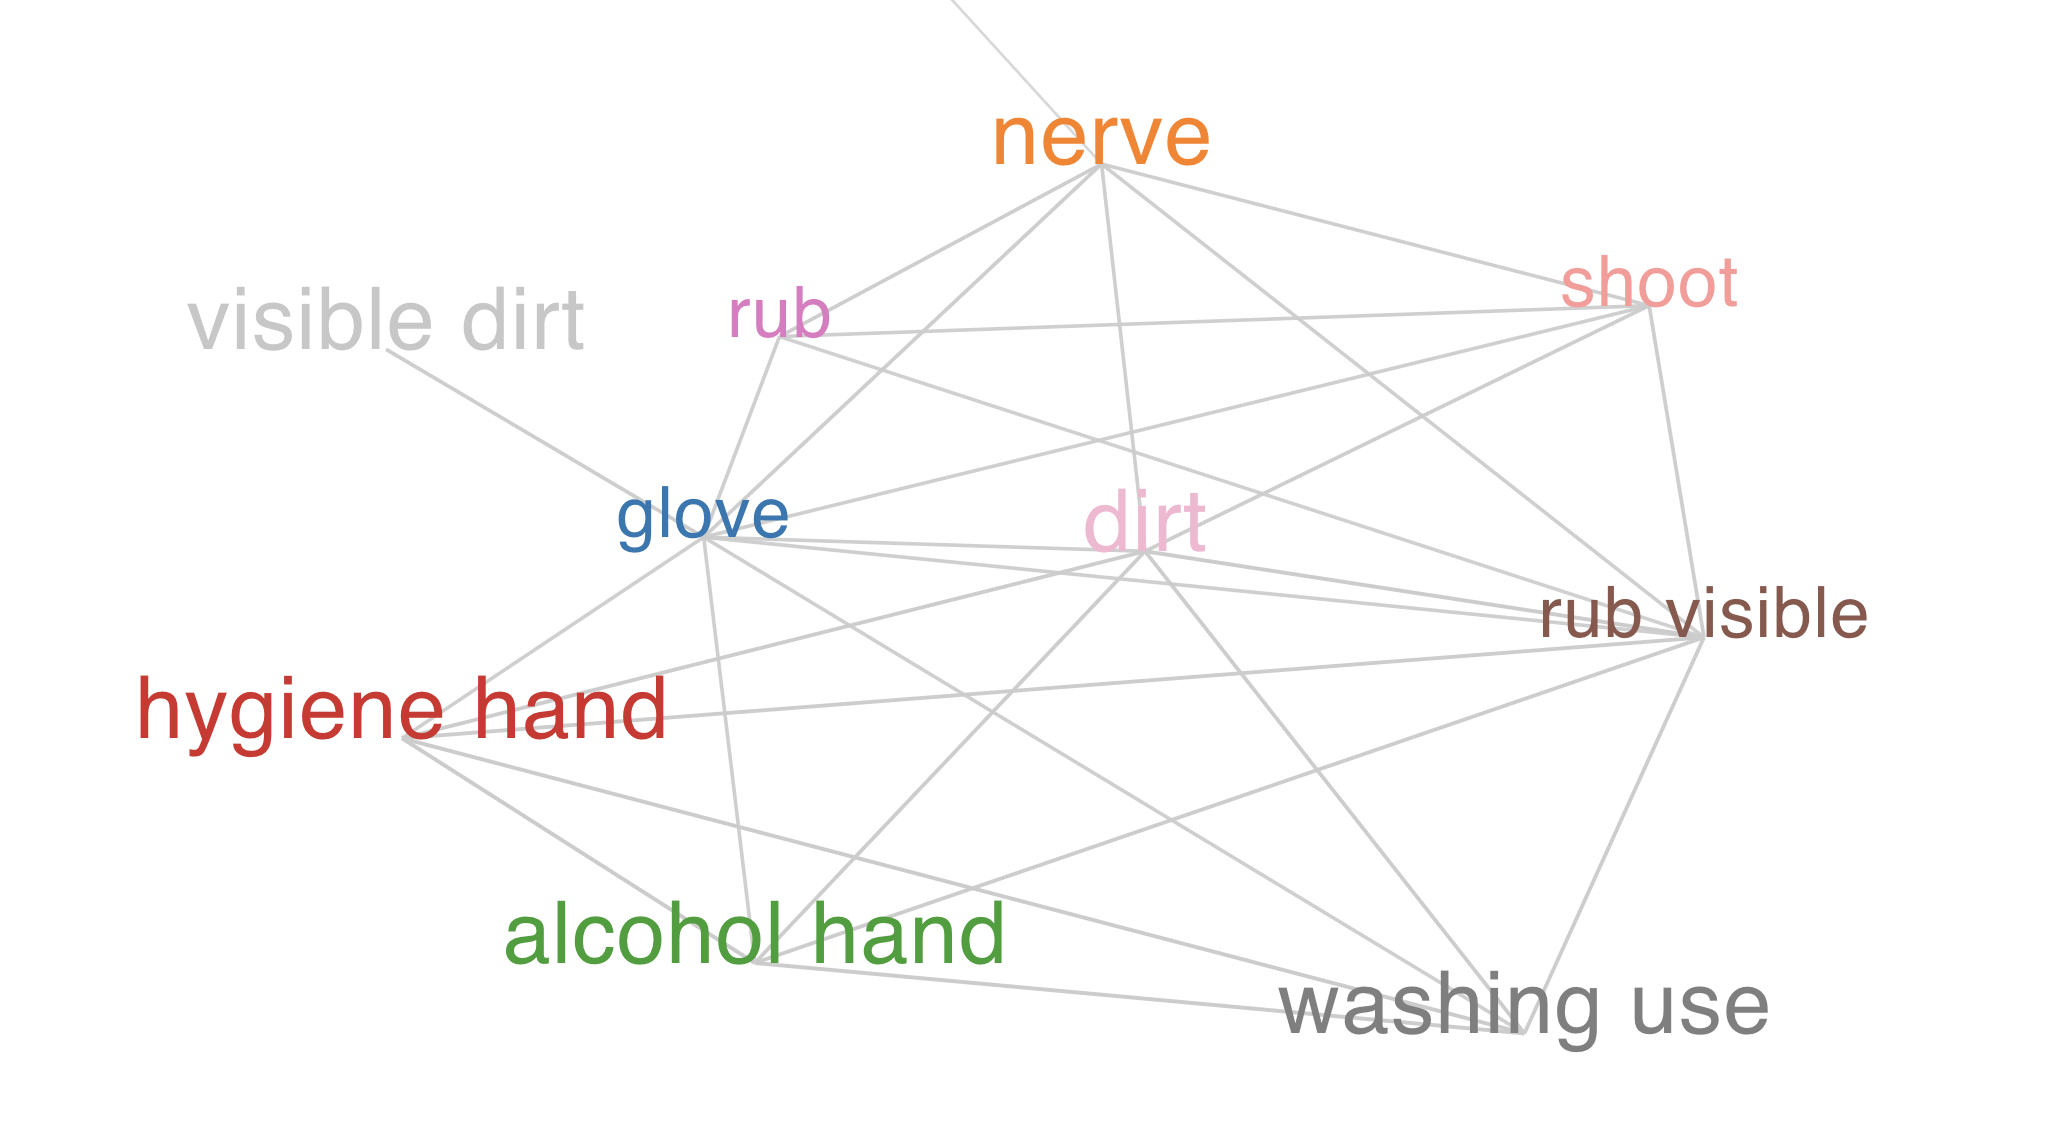 nerve
shoot
rub
visible dirt
glove
dirt
rub visible
hygiene hand
alcohol hand
washing use